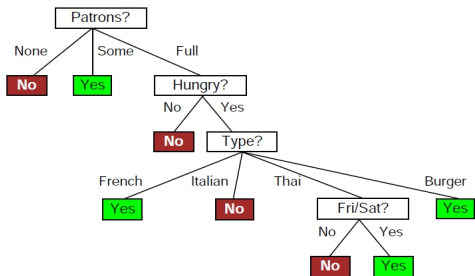 Patrons?
None Some Full
No Yes Hungry?
No Yes
No Type?
French Italian Thai Burger
Yes No Fri/Sat? Yes
No Yes
No Yes